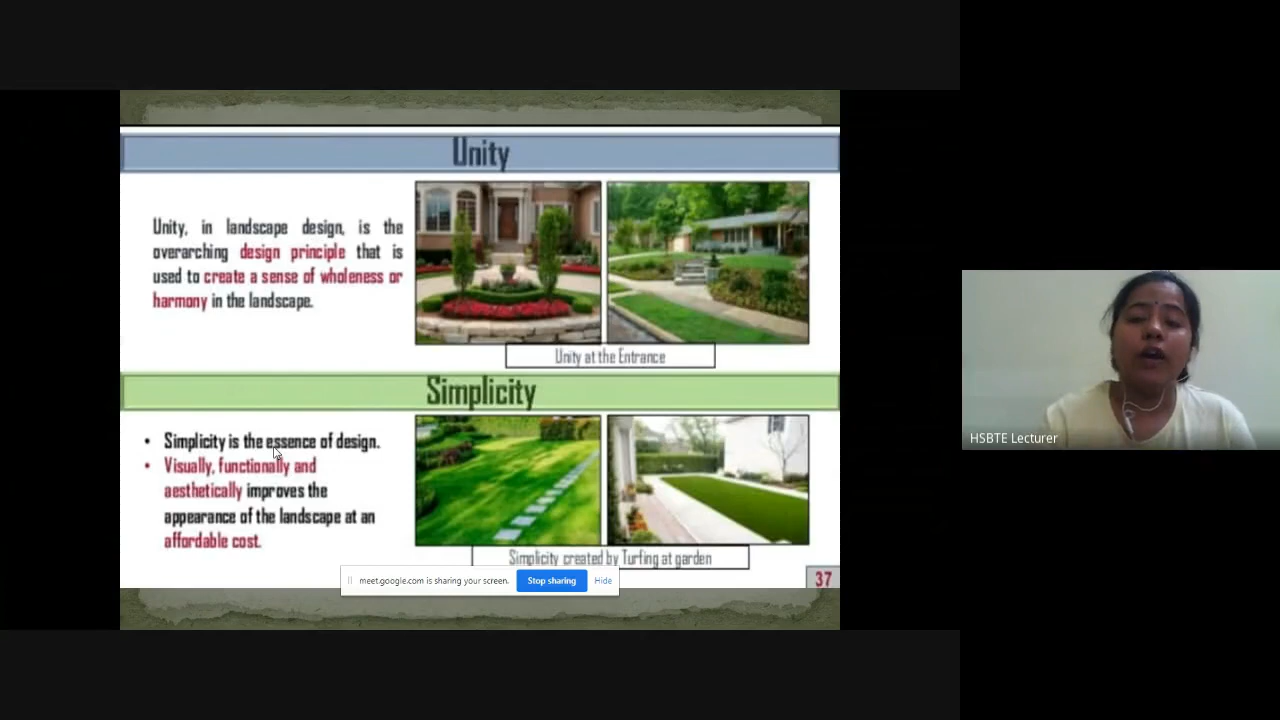 Unity
Unity, in landscape design, is the
overarching design principle that is
used to create a sense of wholeness or
harmony in the landscape.
Unity at the Entrance
Simplicity
• Simplicity is the essence of design.
• Visually, functionally and
aesthetically improves the
appearance of the landscape at an
affordable cost.
Simplicity created by Turfing at garden
meet.google.com is sharing your screen.
Stop sharing
Hide
37
HSBTE Lecturer